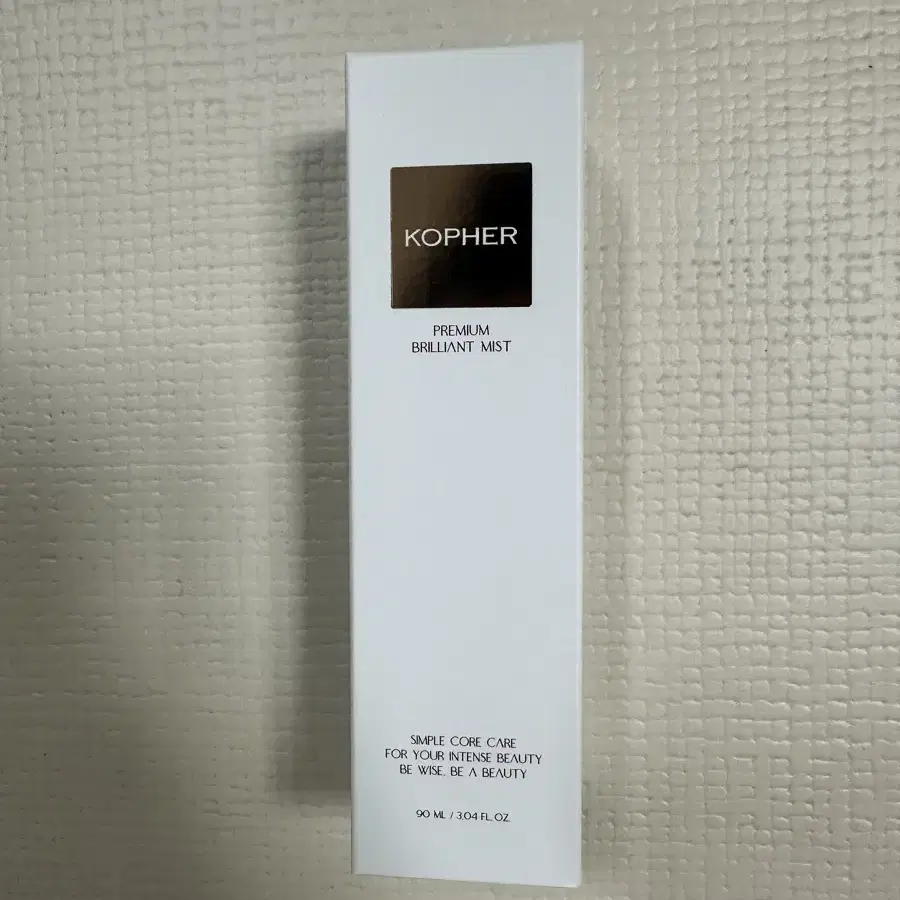 KOPHER
PREMIUM
BRILLIANT MIST
SIMPLE CORE CARE
FOR YOUR INTENSE BEAUTY
BE WISE, BE A BEAUTY
90 ML / 3.04 FL.OZ.